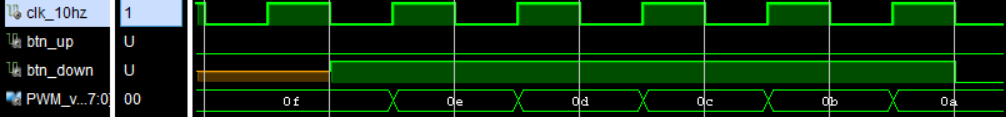 clk_10hz 1
btn_up U
btn_down U
PWM_v...7:0] 00 0f 0e 0d 0c 0b 0a